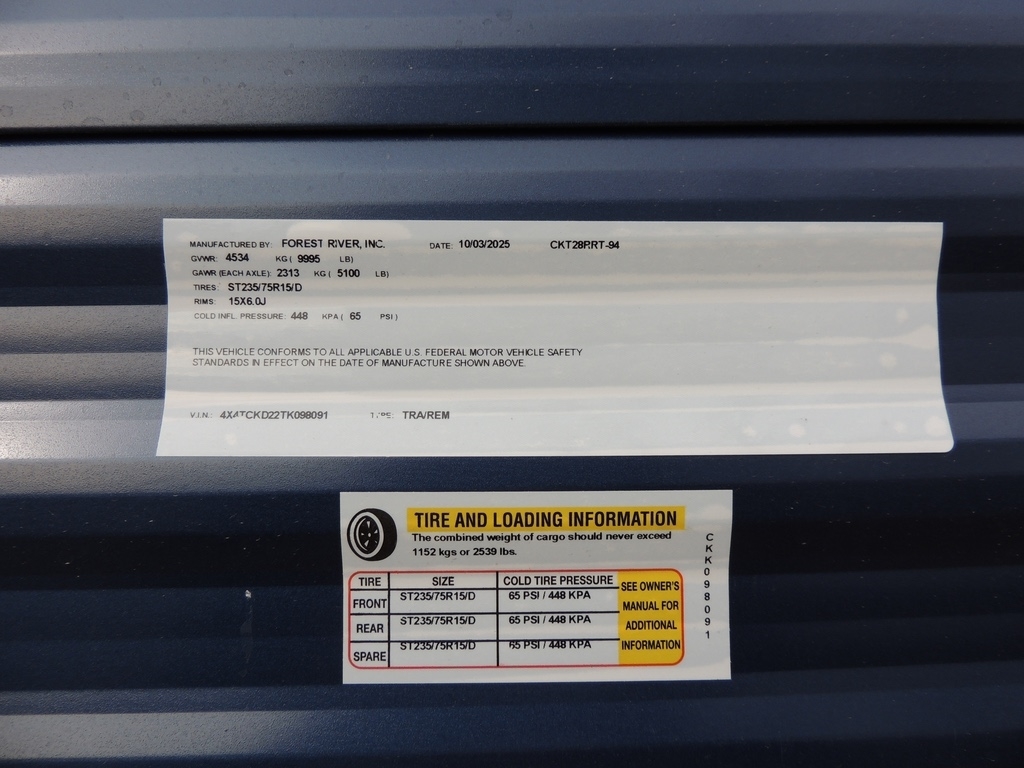 MANUFACTURED BY: FOREST RIVER, INC. DATE: 10/03/2025 CKT28RRT-94
GVWR: 4534 KG ( 9995 LB)
GAWR (EACH AXLE): 2313 KG ( 5100 LB)
TIRES: ST235/75R15/D
RIMS: 15X6.0J
COLD INFL. PRESSURE: 448 KPA ( 65 PSI )
THIS VEHICLE CONFORMS TO ALL APPLICABLE U.S. FEDERAL MOTOR VEHICLE SAFETY
STANDARDS IN EFFECT ON THE DATE OF MANUFACTURE SHOWN ABOVE.
V.I.N.: 4X4TCKD22TK098091 TYPE: TRA/REM
TIRE AND LOADING INFORMATION
The combined weight of cargo should never exceed
1152 kgs or 2539 lbs.
TIRE SIZE COLD TIRE PRESSURE
FRONT ST235/75R15/D 65 PSI / 448 KPA
REAR ST235/75R15/D 65 PSI / 448 KPA
SPARE ST235/75R15/D 65 PSI / 448 KPA
SEE OWNER'S
MANUAL FOR
ADDITIONAL
INFORMATION
CKK098091